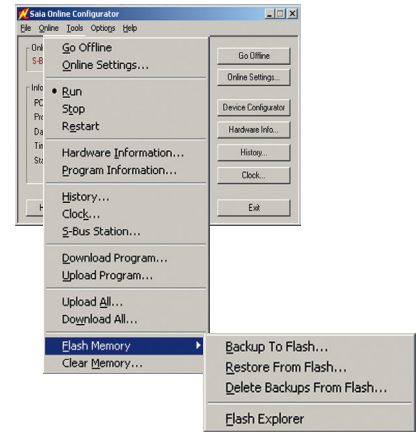 Saia Online Configurator
File Online Tools Options Help
Go Offline
Online Settings...
Run
Stop
Restart
Hardware Information...
Program Information...
History...
Clock...
S-Bus Station...
Download Program...
Upload Program...
Upload All...
Download All...
Flash Memory
Clear Memory...
Backup To Flash...
Restore From Flash...
Delete Backups From Flash...
Flash Explorer
Go Offline
Online Settings...
Device Configurator
Hardware Info...
History...
Clock...
Exit